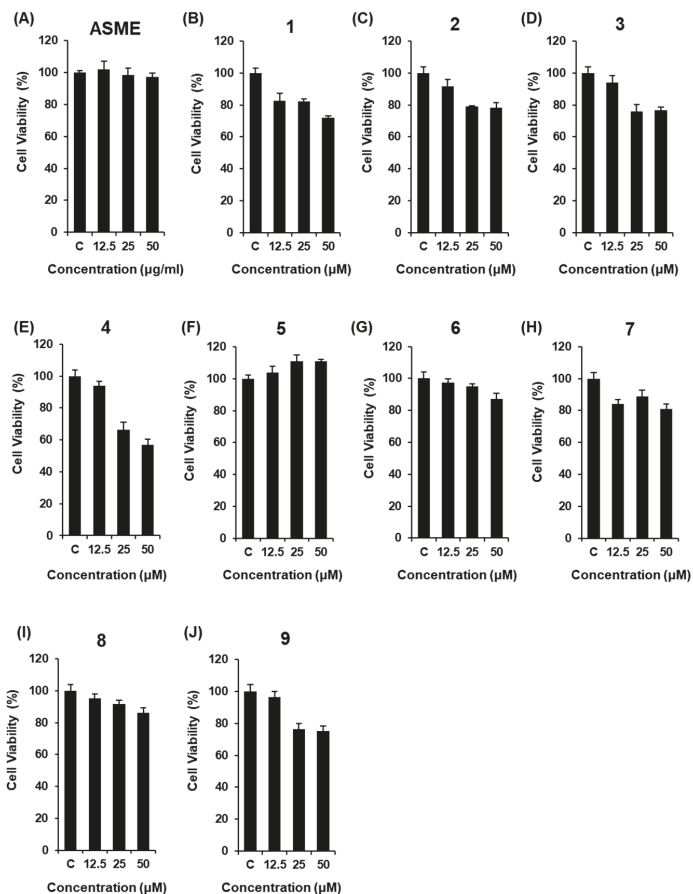 (A) ASME
Cell Viability (%)
120
100
80
60
40
20
0
C 12.5 25 50
Concentration (µg/ml)
(B) 1
Cell Viability (%)
120
100
80
60
40
20
0
C 12.5 25 50
Concentration (µM)
(C) 2
Cell Viability (%)
120
100
80
60
40
20
0
C 12.5 25 50
Concentration (µM)
(D) 3
Cell Viability (%)
120
100
80
60
40
20
0
C 12.5 25 50
Concentration (µM)
(E) 4
Cell Viability (%)
120
100
80
60
40
20
0
C 12.5 25 50
Concentration (µM)
(F) 5
Cell Viability (%)
120
100
80
60
40
20
0
C 12.5 25 50
Concentration (µM)
(G) 6
Cell Viability (%)
120
100
80
60
40
20
0
C 12.5 25 50
Concentration (µM)
(H) 7
Cell Viability (%)
120
100
80
60
40
20
0
C 12.5 25 50
Concentration (µM)
(I) 8
Cell Viability (%)
120
100
80
60
40
20
0
C 12.5 25 50
Concentration (µM)
(J) 9
Cell Viability (%)
120
100
80
60
40
20
0
C 12.5 25 50
Concentration (µM)